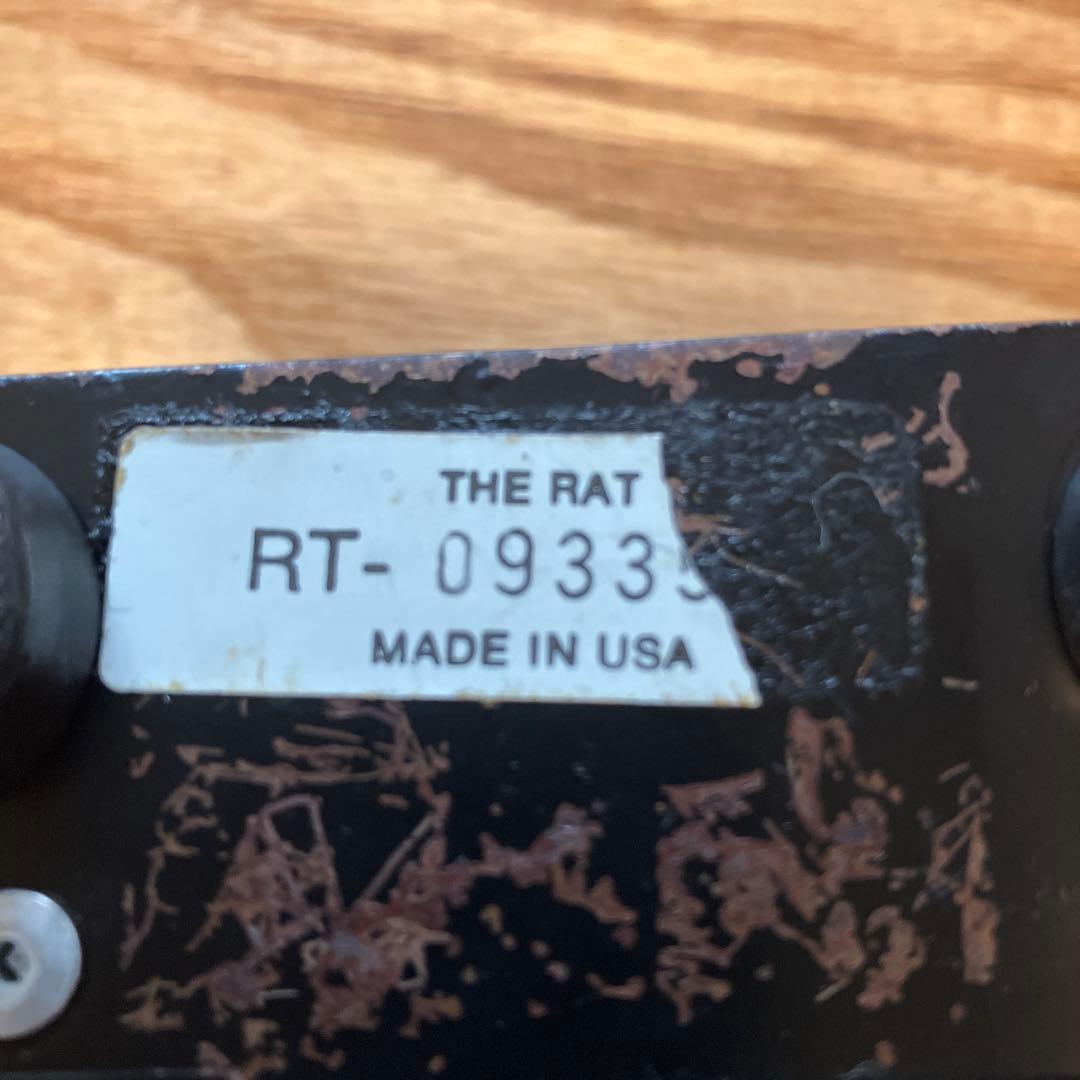 THE RAT
RT- 0933
MADE IN USA